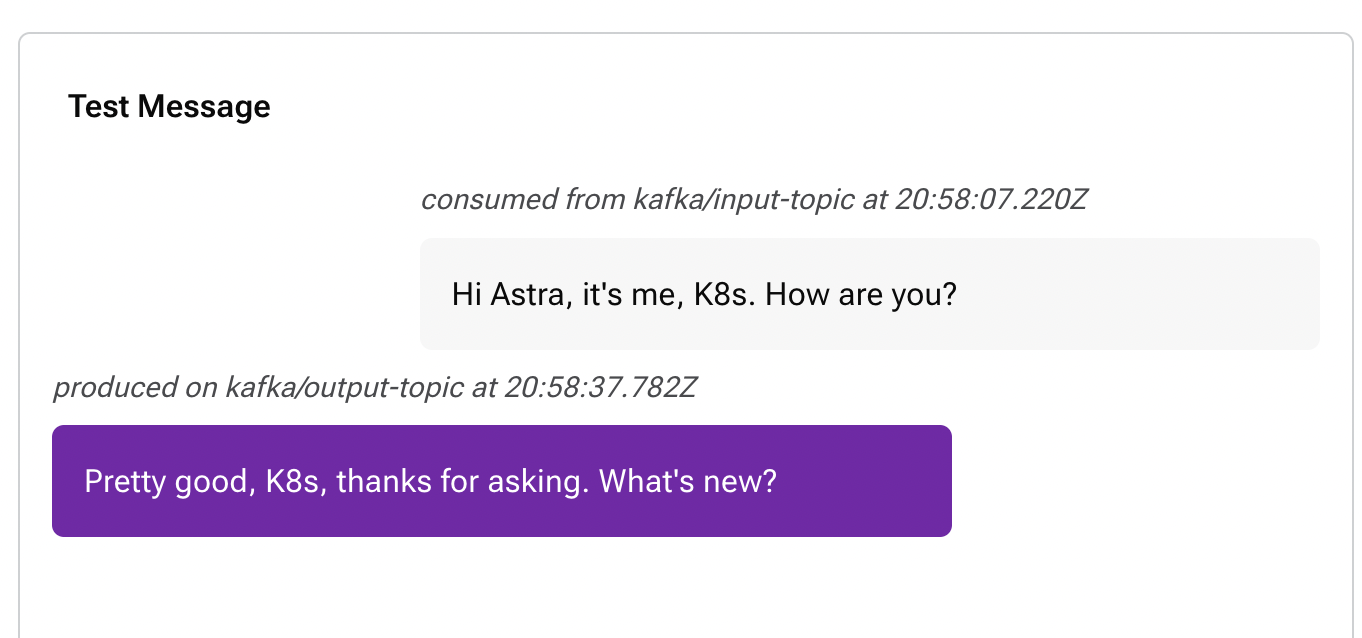 Test Message
consumed from kafka/input-topic at 20:58:07.220Z
Hi Astra, it's me, K8s. How are you?
produced on kafka/output-topic at 20:58:37.782Z
Pretty good, K8s, thanks for asking. What's new?